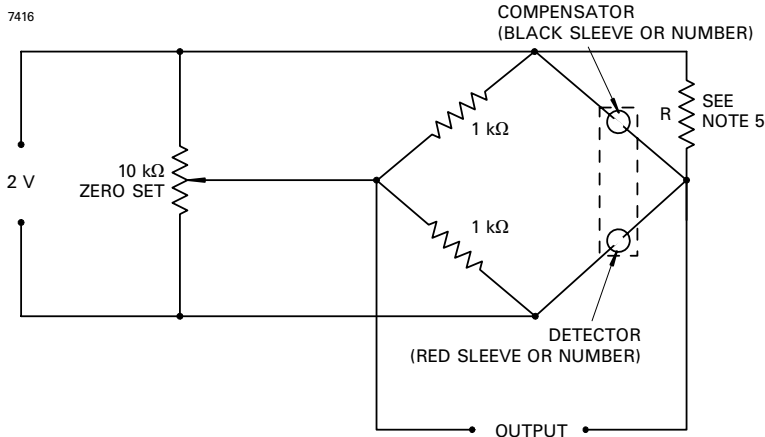 7416
COMPENSATOR
(BLACK SLEEVE OR NUMBER)
1 kΩ
R
SEE
NOTE 5
10 kΩ
ZERO SET
2 V
1 kΩ
DETECTOR
(RED SLEEVE OR NUMBER)
OUTPUT